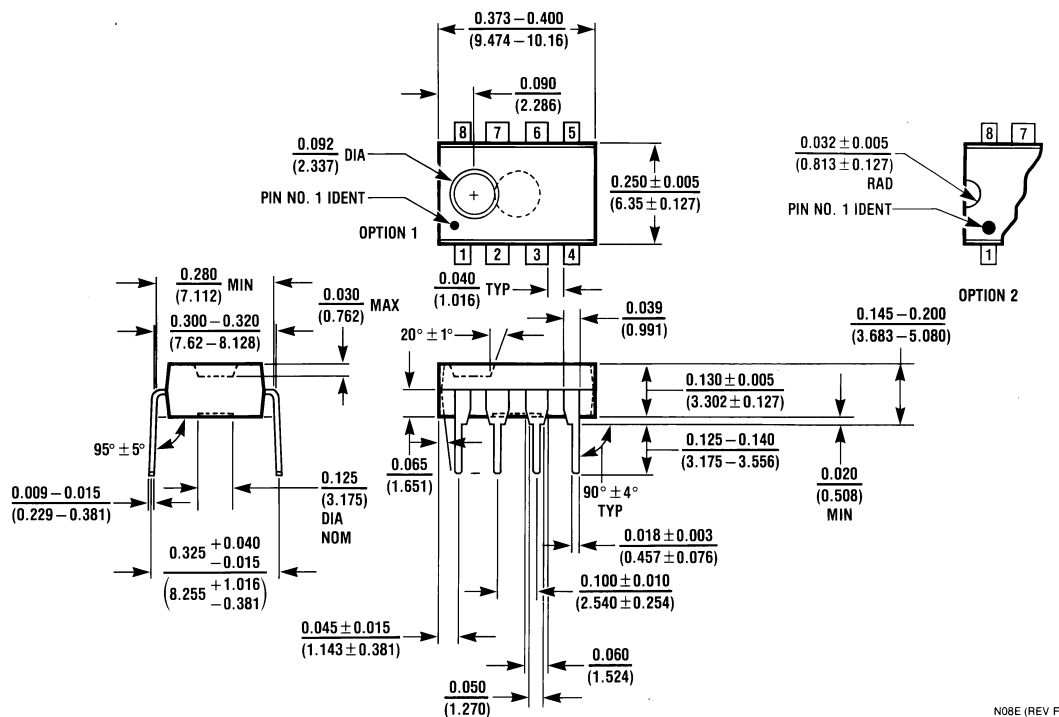 0.373 – 0.400
(9.474 – 10.16)
0.090
(2.286)
8 7 6 5
0.092 DIA
(2.337)
PIN NO. 1 IDENT
OPTION 1
1 2 3 4
0.250 ± 0.005
(6.35 ± 0.127)
0.032 ± 0.005
(0.813 ± 0.127)
RAD
PIN NO. 1 IDENT
8 7
1
OPTION 2
0.280 MIN
(7.112)
0.300 – 0.320
(7.62 – 8.128)
0.030 MAX
(0.762)
0.040 TYP
(1.016)
0.039
(0.991)
20° ± 1°
0.145 – 0.200
(3.683 – 5.080)
0.130 ± 0.005
(3.302 ± 0.127)
0.125 – 0.140
(3.175 – 3.556)
0.020
(0.508)
MIN
95° ± 5°
0.009 – 0.015
(0.229 – 0.381)
0.125
(3.175)
DIA
NOM
0.065
(1.651)
90° ± 4°
TYP
0.325 +0.040
–0.015
(8.255 +1.016
–0.381)
0.018 ± 0.003
(0.457 ± 0.076)
0.100 ± 0.010
(2.540 ± 0.254)
0.045 ± 0.015
(1.143 ± 0.381)
0.060
(1.524)
0.050
(1.270)
N08E (REV F